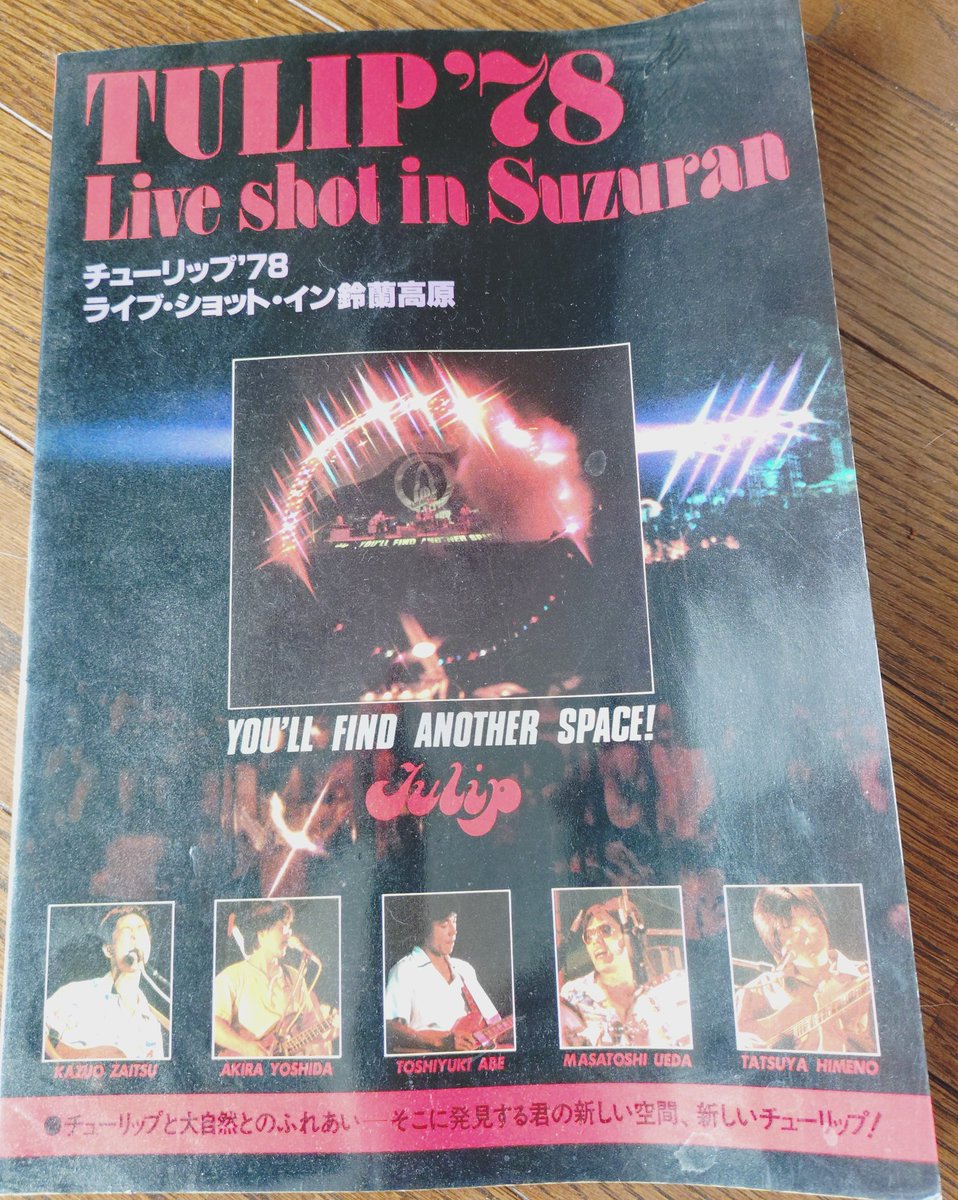 TULIP'78
Live shot in Suzuran
チューリップ'78
ライブ・ショット・イン鈴蘭高原
YOU'LL FIND ANOTHER SPACE!
Tulip
KAZUO ZAITSU
AKIRA YOSHIDA
TOSHIYUKI ABE
MASATOSHI UEDA
TATSUYA HIMENO
●チューリップと大自然とのふれあい——そこに発見する君の新しい空間、新しいチューリップ!